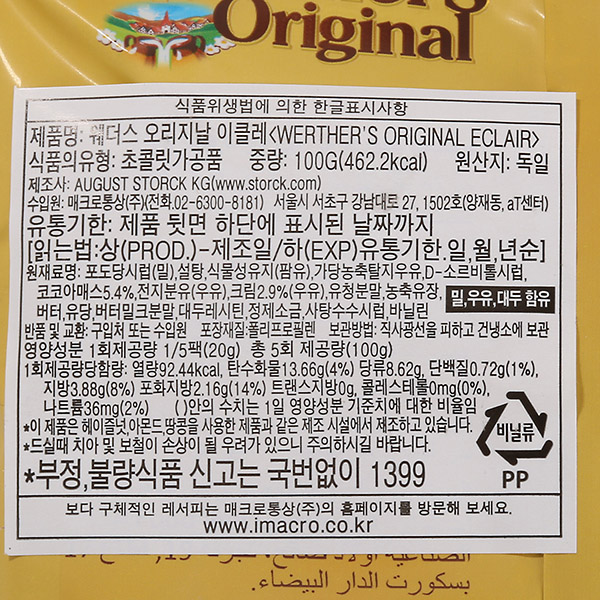 Original
식품위생법에 의한 한글표시사항
제품명: 웨더스 오리지날 이클레<WERTHER'S ORIGINAL ECLAIR>
식품의유형: 초콜릿가공품 중량: 100G(462.2kcal) 원산지: 독일
제조사: AUGUST STORCK KG(www.storck.com)
수입원: 매크로통상(주)(전화.02-6300-8181) 서울시 서초구 강남대로 27, 1502호(양재동, aT센터)
유통기한: 제품 뒷면 하단에 표시된 날짜까지
[읽는법:상(PROD.)-제조일/하(EXP)유통기한.일,월,년순]
원재료명: 포도당시럽(밀),설탕,식물성유지(팜유),가당농축탈지우유,D-소르비톨시럽,
코코아매스5.4%,전지분유(우유),크림2.9%(우유),유청분말,농축유장,
밀,우유,대두 함유
버터,유당,버터밀크분말,대두레시틴,정제소금,사탕수수시럽,바닐린
반품 및 교환: 구입처 또는 수입원 포장재질:폴리프로필렌 보관방법: 직사광선을 피하고 건냉소에 보관
영양성분 1회제공량 1/5팩(20g) 총 5회 제공량(100g)
1회제공량당함량: 열량92.44kcal, 탄수화물13.66g(4%) 당류8.62g, 단백질0.72g(1%),
지방3.88g(8%) 포화지방2.16g(14%) 트랜스지방0g, 콜레스테롤0mg(0%),
나트륨36mg(2%) ( )안의 수치는 1일 영양성분 기준치에 대한 비율임
*이 제품은 헤이즐넛,아몬드,땅콩을 사용한 제품과 같은 제조 시설에서 제조하고 있습니다.
*드실때 치아 및 보철이 손상이 될 우려가 있으니 주의하시길 바랍니다.
*부정,불량식품 신고는 국번없이 1399
비닐류
PP
보다 구체적인 레서피는 매크로통상(주)의 홈페이지를 방문해 보세요.
www.imacro.co.kr
بسكورت الدار البيضاء.